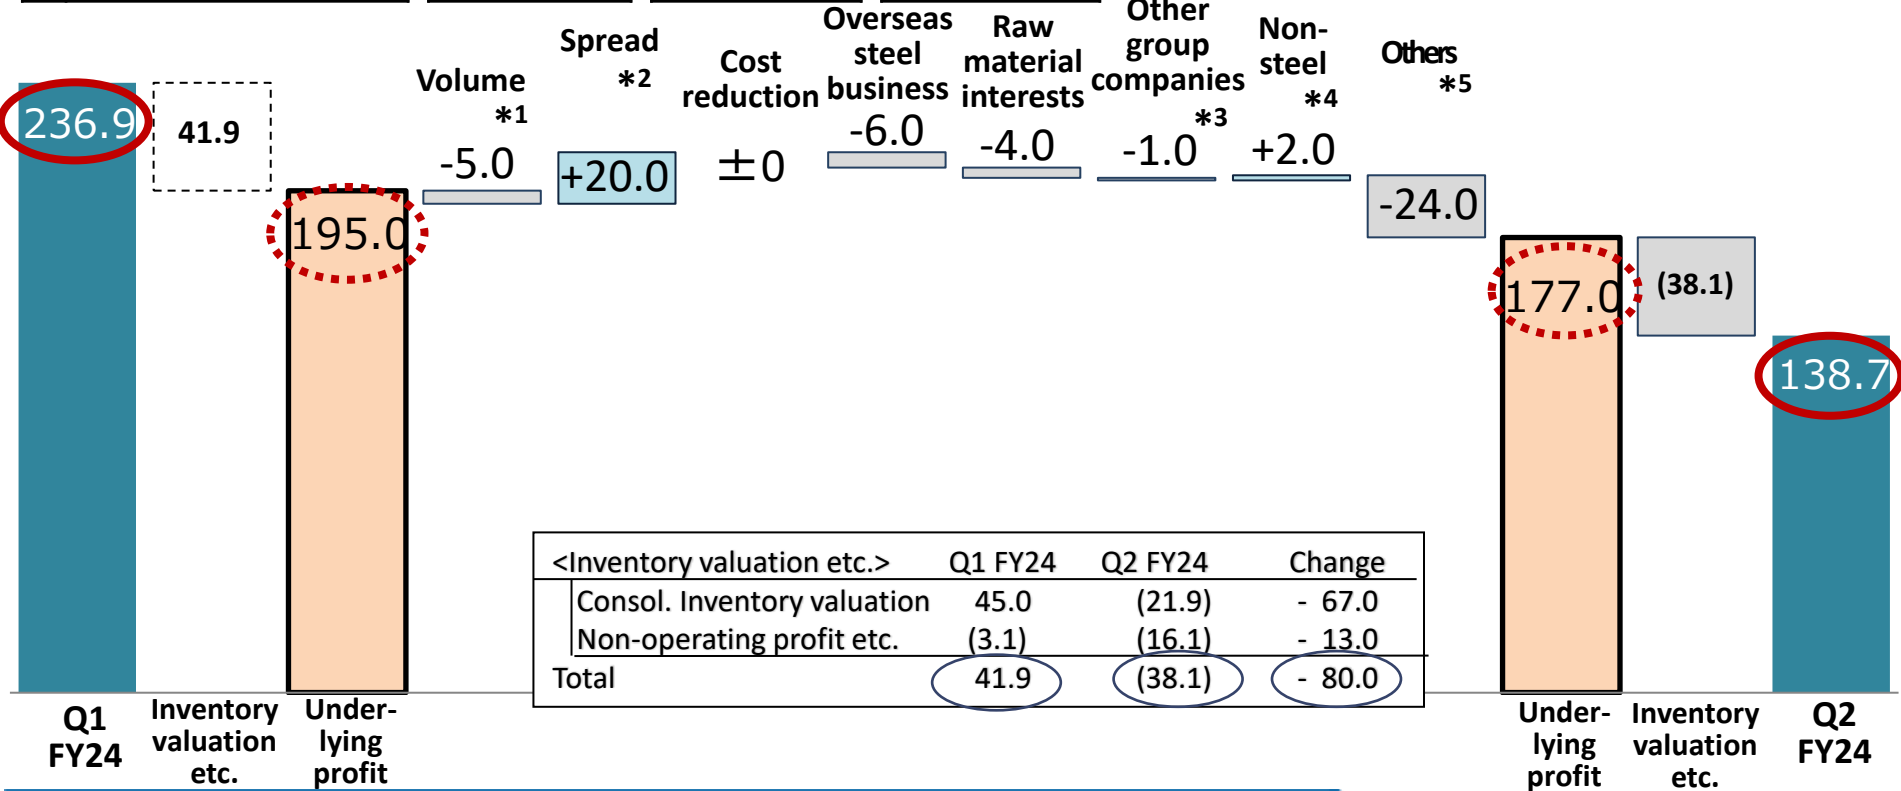 236.9
41.9
195.0
Volume
*1
-5.0
Spread
*2
+20.0
Cost
reduction
±0
Overseas
steel
business
-6.0
Raw
material
interests
-4.0
Other
group
companies
*3
-1.0
Non-
steel
*4
+2.0
Others
*5
-24.0
177.0
(38.1)
138.7
<Inventory valuation etc.> Q1 FY24 Q2 FY24 Change
Consol. Inventory valuation 45.0 (21.9) - 67.0
Non-operating profit etc. (3.1) (16.1) - 13.0
Total 41.9 (38.1) - 80.0
Q1
FY24
Inventory
valuation
etc.
Under-
lying
profit
Under-
lying
profit
Inventory
valuation
etc.
Q2
FY24